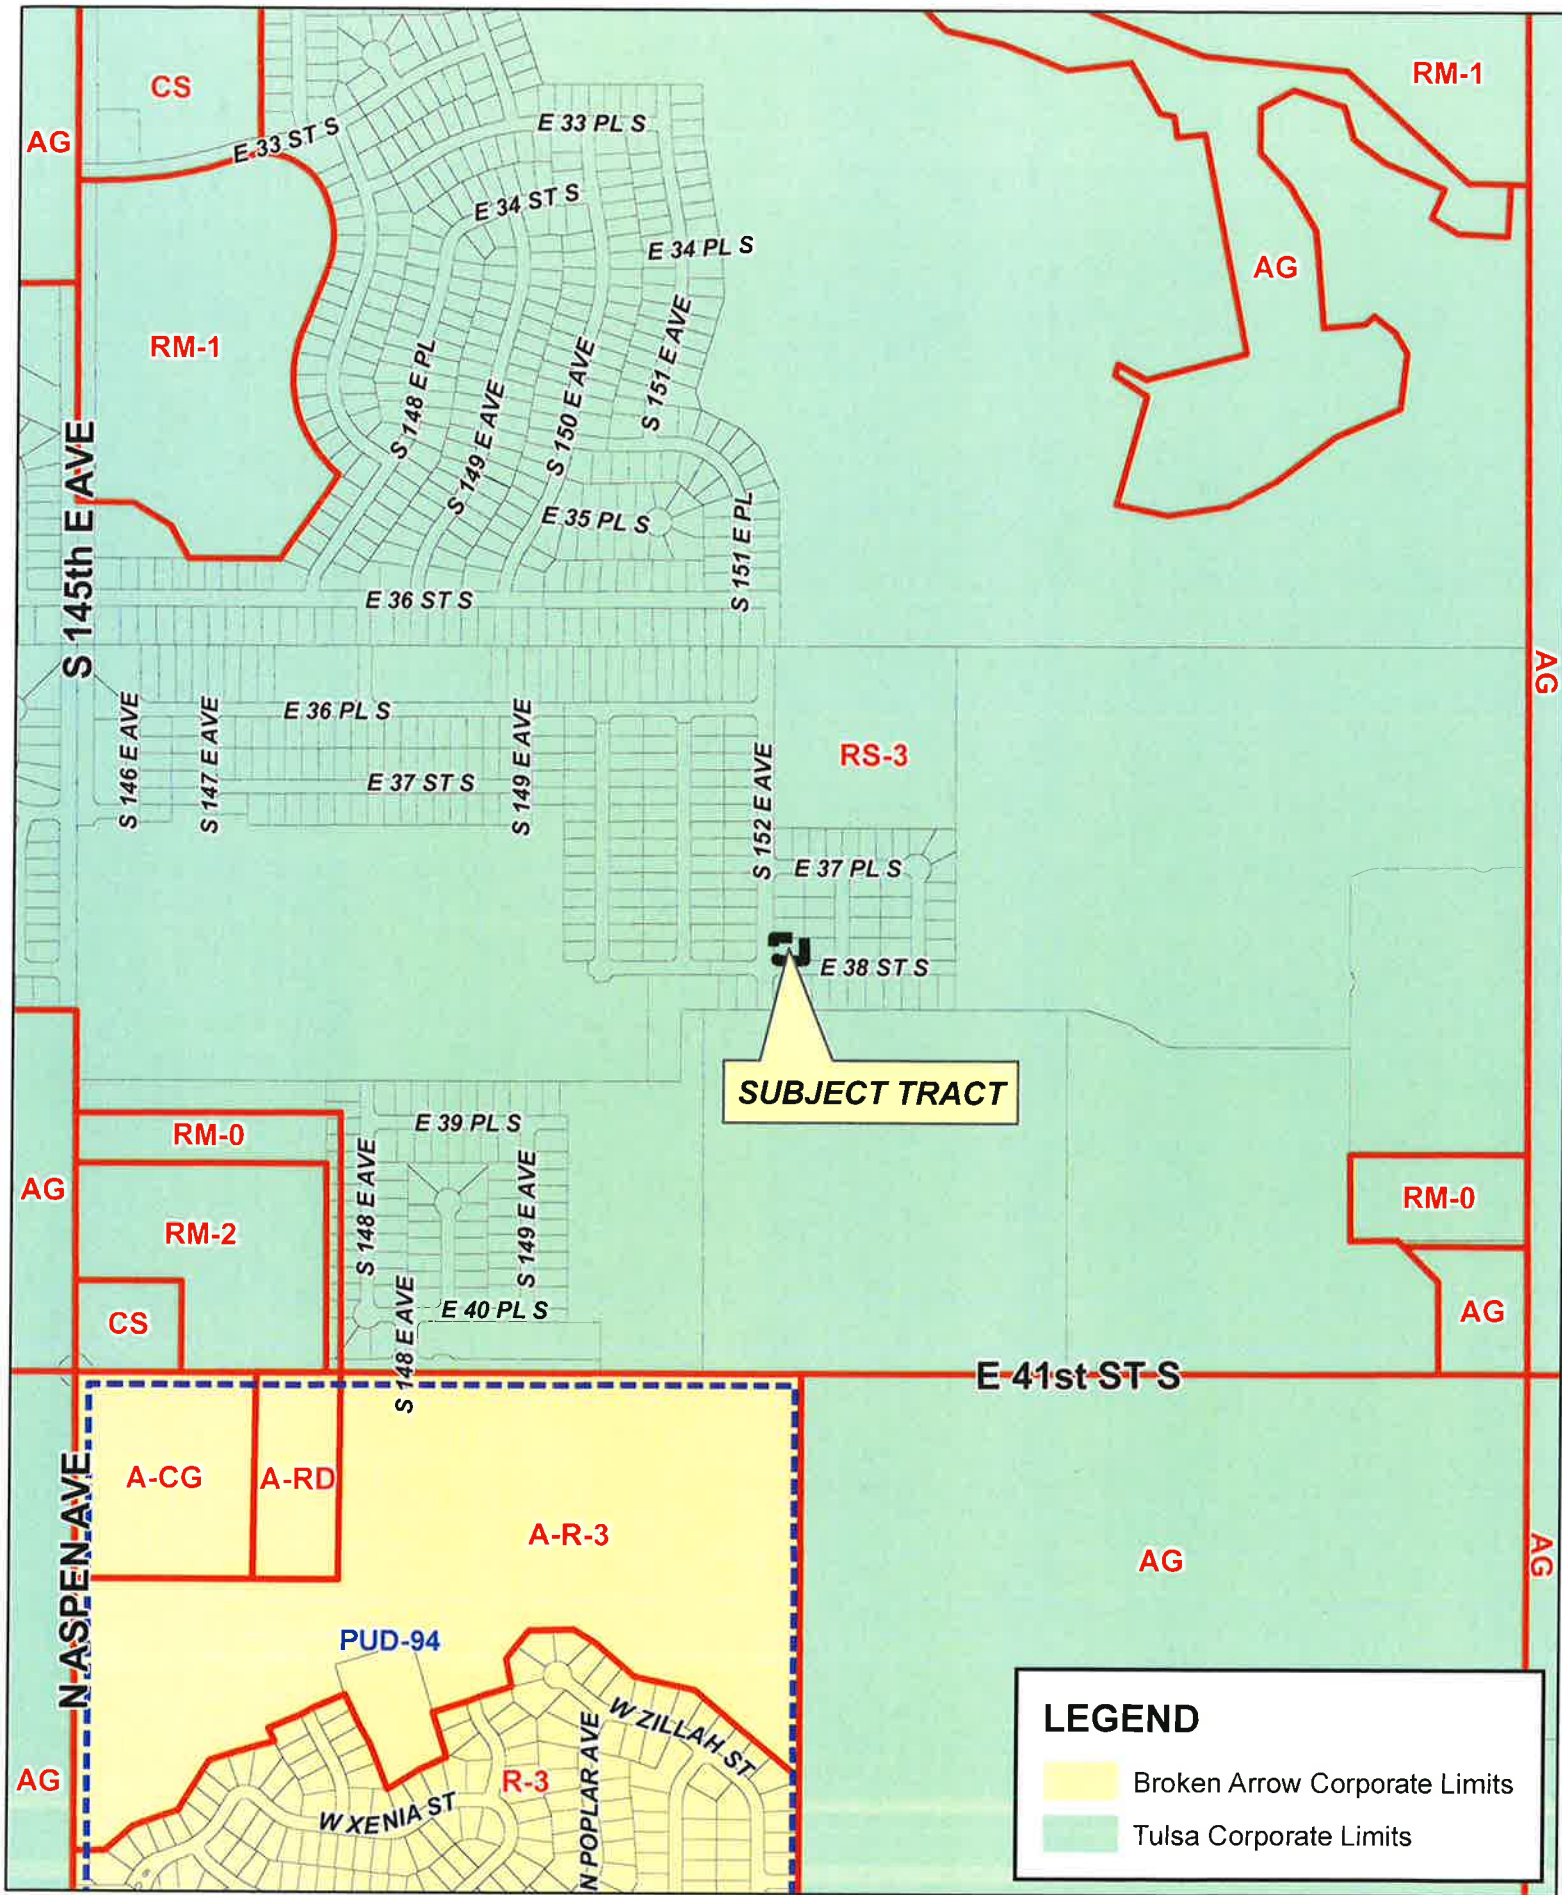 CS
RM-1
AG
E 33 ST S
E 33 PL S
E 34 ST S
E 34 PL S
AG
RM-1
S 148 E PL
S 149 E AVE
S 150 E AVE
S 151 E AVE
S 145th E AVE
E 35 PL S
S 151 E PL
E 36 ST S
AG
S 146 E AVE
S 147 E AVE
E 36 PL S
S 149 E AVE
E 37 ST S
S 152 E AVE
RS-3
E 37 PL S
E 38 ST S
SUBJECT TRACT
RM-0
E 39 PL S
AG
RM-2
S 148 E AVE
S 149 E AVE
RM-0
CS
S 148 E AVE
E 40 PL S
AG
E 41st ST S
N ASPEN AVE
A-CG
A-RD
A-R-3
AG
AG
PUD-94
W ZILLAH ST
N POPLAR AVE
AG
R-3
W XENIA ST
LEGEND
Broken Arrow Corporate Limits
Tulsa Corporate Limits